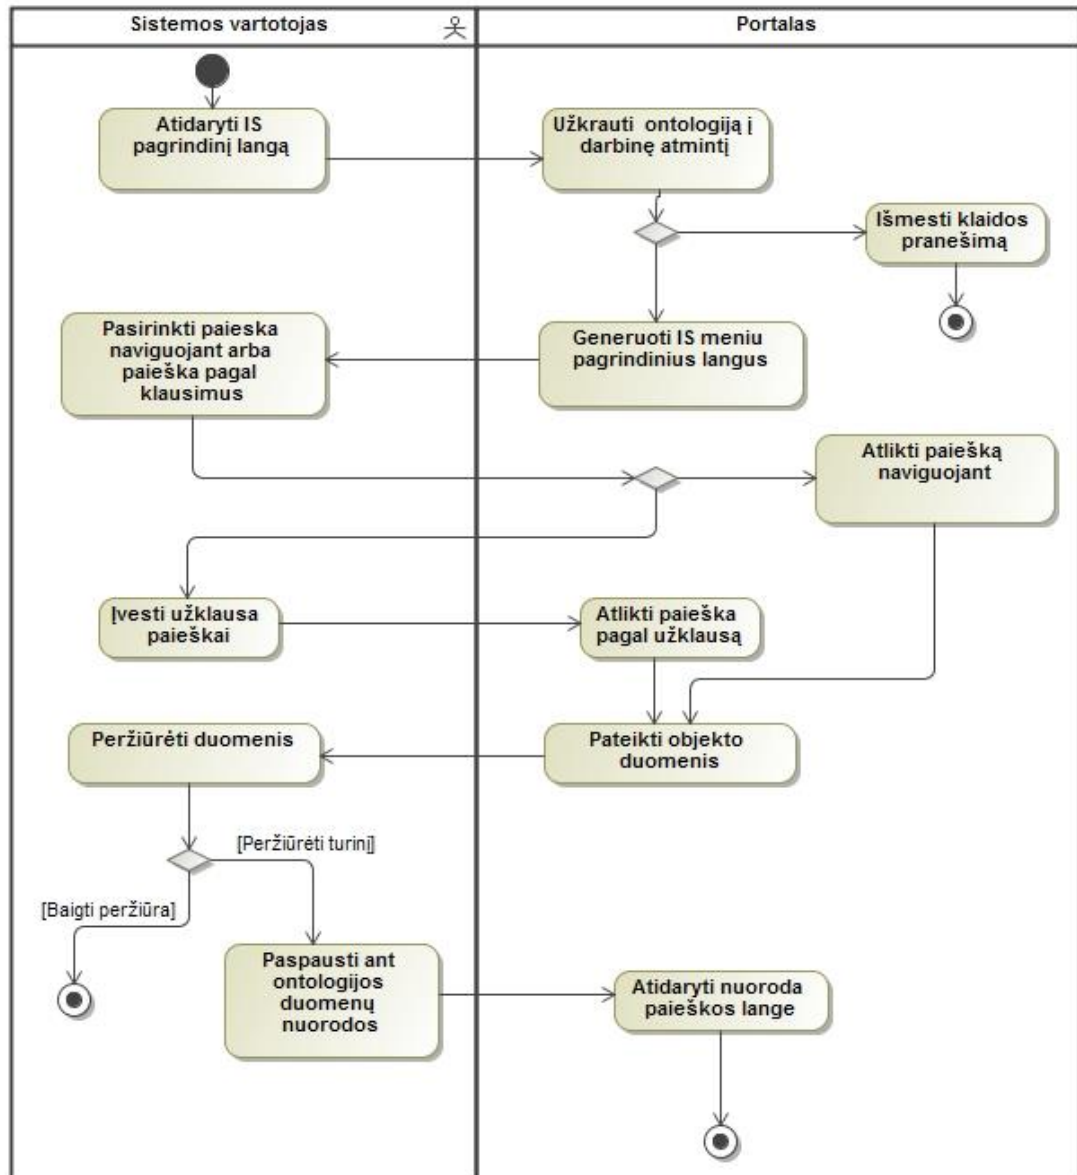 Sistemos vartotojas
Portalas
Atidaryti IS
pagrindinį langą
Užkrauti ontologiją į
darbinę atmintį
Išmesti klaidos
pranešimą
Pasirinkti paieska
naviguojant arba
paieška pagal
klausimus
Generuoti IS meniu
pagrindinius langus
Atlikti paiešką
naviguojant
Įvesti užklausa
paieškai
Atlikti paieška
pagal užklausą
Peržiūrėti duomenis
Pateikti objekto
duomenis
[Peržiūrėti turinį]
[Baigti peržiūra]
Paspausti ant
ontologijos
duomenų
nuorodos
Atidaryti nuoroda
paieškos lange